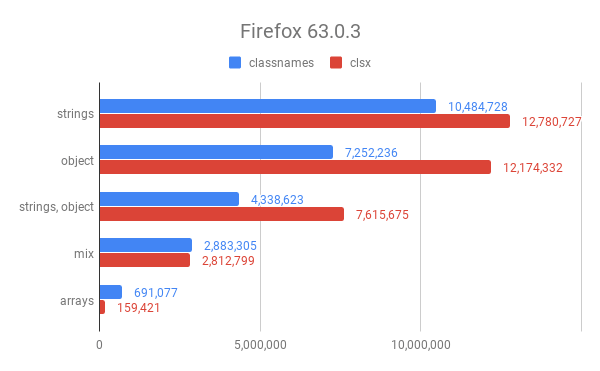 Firefox 63.0.3
classnames clsx
strings 10,484,728
12,780,727
object 7,252,236
12,174,332
strings, object 4,338,623
7,615,675
mix 2,883,305
2,812,799
arrays 691,077
159,421
0 5,000,000 10,000,000